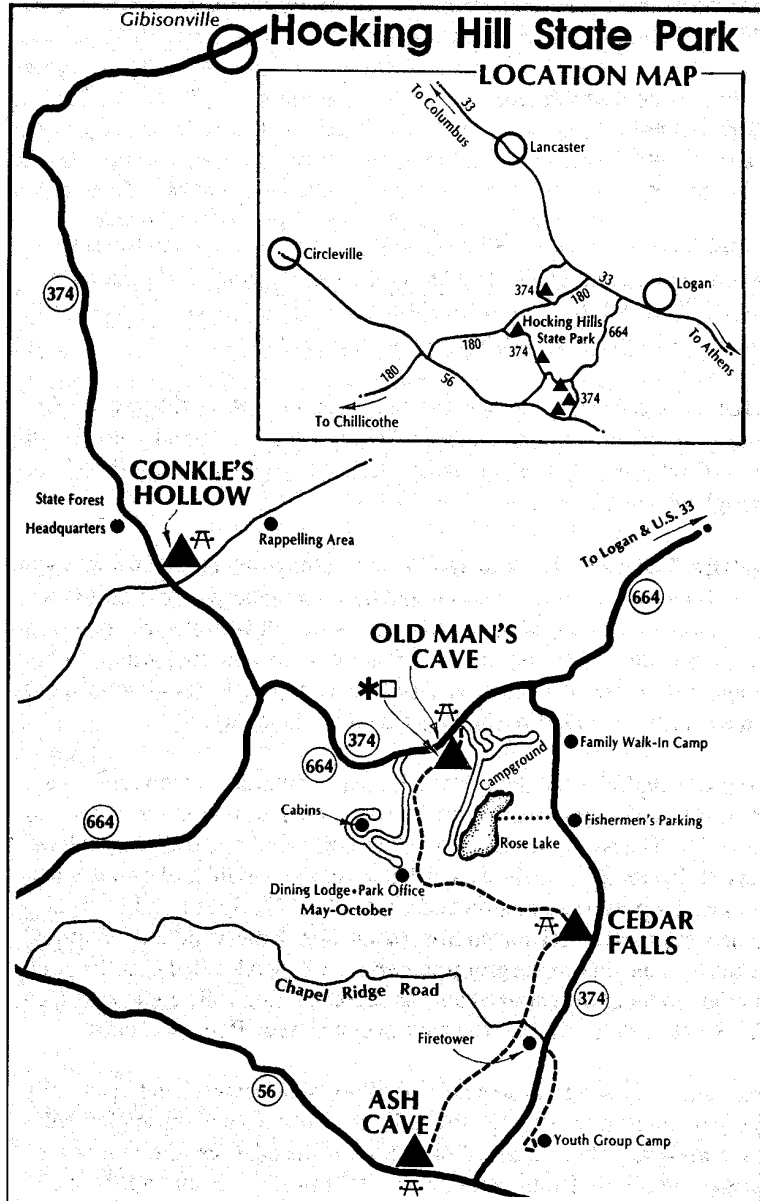 Gibisonville
Hocking Hill State Park
LOCATION MAP
To Columbus
33
Lancaster
Circleville
33
Logan
374
180
Hocking Hills
State Park
664
To Athens
180
374
180
56
374
To Chillicothe
374
CONKLE'S
HOLLOW
State Forest
Headquarters
Rappelling Area
To Logan & U.S. 33
664
OLD MAN'S
CAVE
374
664
Family Walk-In Camp
Campground
Cabins
664
Fishermen's Parking
Rose Lake
Dining Lodge•Park Office
May-October
CEDAR
FALLS
Chapel Ridge Road
374
Firetower
56
ASH
CAVE
Youth Group Camp